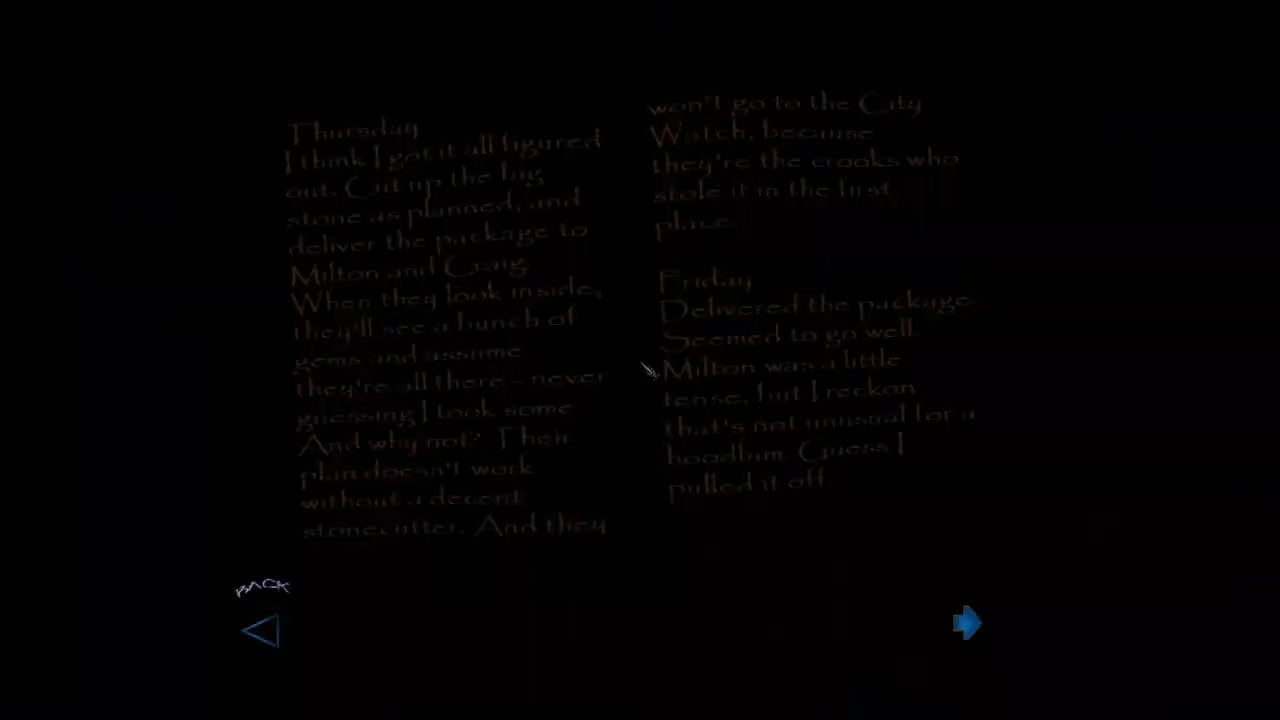 Thursday
I think I got it all figured
out. Cut up the big
stone as planned, and
deliver the package to
Milton and Craig.
When they look inside,
they'll see a bunch of
gems and assume
they're all there - never
guessing I took some.
And why not? Their
plan doesn't work
without a decent
stonecutter. And they
won't go to the City
Watch, because
they're the crooks who
stole it in the first
place.
Friday
Delivered the package.
Seemed to go well.
Milton was a little
tense, but I reckon
that's not unusual for a
hoodlum. Guess I
pulled it off.
BACK